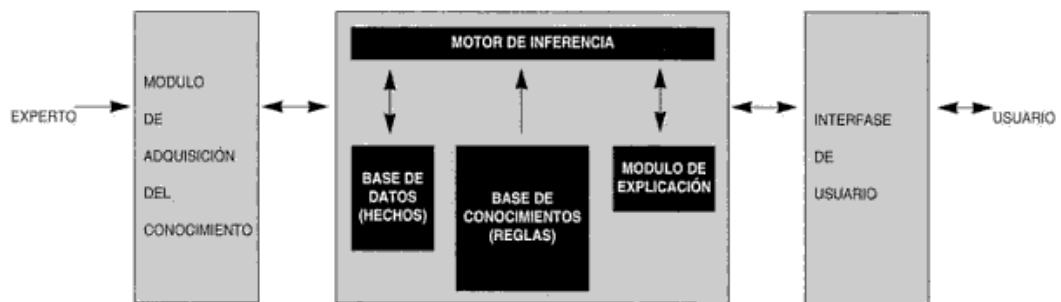 EXPERTO
MODULO
DE
ADQUISICIÓN
DEL
CONOCIMIENTO
MOTOR DE INFERENCIA
BASE DE
DATOS
(HECHOS)
BASE DE
CONOCIMIENTOS
(REGLAS)
MODULO DE
EXPLICACIÓN
INTERFASE
DE
USUARIO
USUARIO